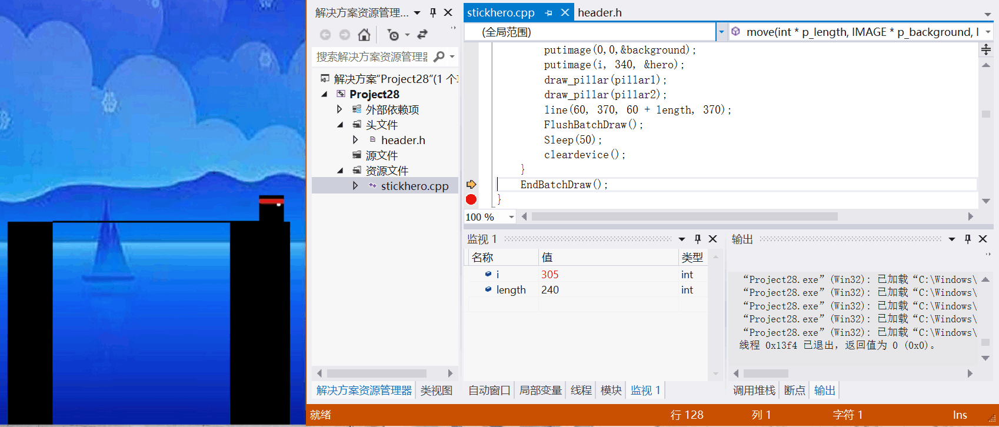 解决方案资源管理...
搜索解决方案资源管理器
解决方案"Project28"(1 个
Project28
外部依赖项
头文件
header.h
源文件
资源文件
stickhero.cpp
解决方案资源管理器 类视图
stickhero.cpp header.h
(全局范围) move(int * p_length, IMAGE * p_background, I
putimage(0,0,&background);
putimage(i, 340, &hero);
draw_pillar(pillar1);
draw_pillar(pillar2);
line(60, 370, 60 + length, 370);
FlushBatchDraw();
Sleep(50);
cleardevice();
}
EndBatchDraw();
}
100 %
监视 1
名称 值 类型
i 305 int
length 240 int
自动窗口 局部变量 线程 模块 监视 1
输出
“Project28.exe”(Win32): 已加载“C:\Windows\
“Project28.exe”(Win32): 已加载“C:\Windows\
“Project28.exe”(Win32): 已加载“C:\Windows\
“Project28.exe”(Win32): 已加载“C:\Windows\
“Project28.exe”(Win32): 已加载“C:\Windows\
线程 0x13f4 已退出，返回值为 0 (0x0)。
调用堆栈 断点 输出
就绪 行 128 列 1 字符 1 Ins